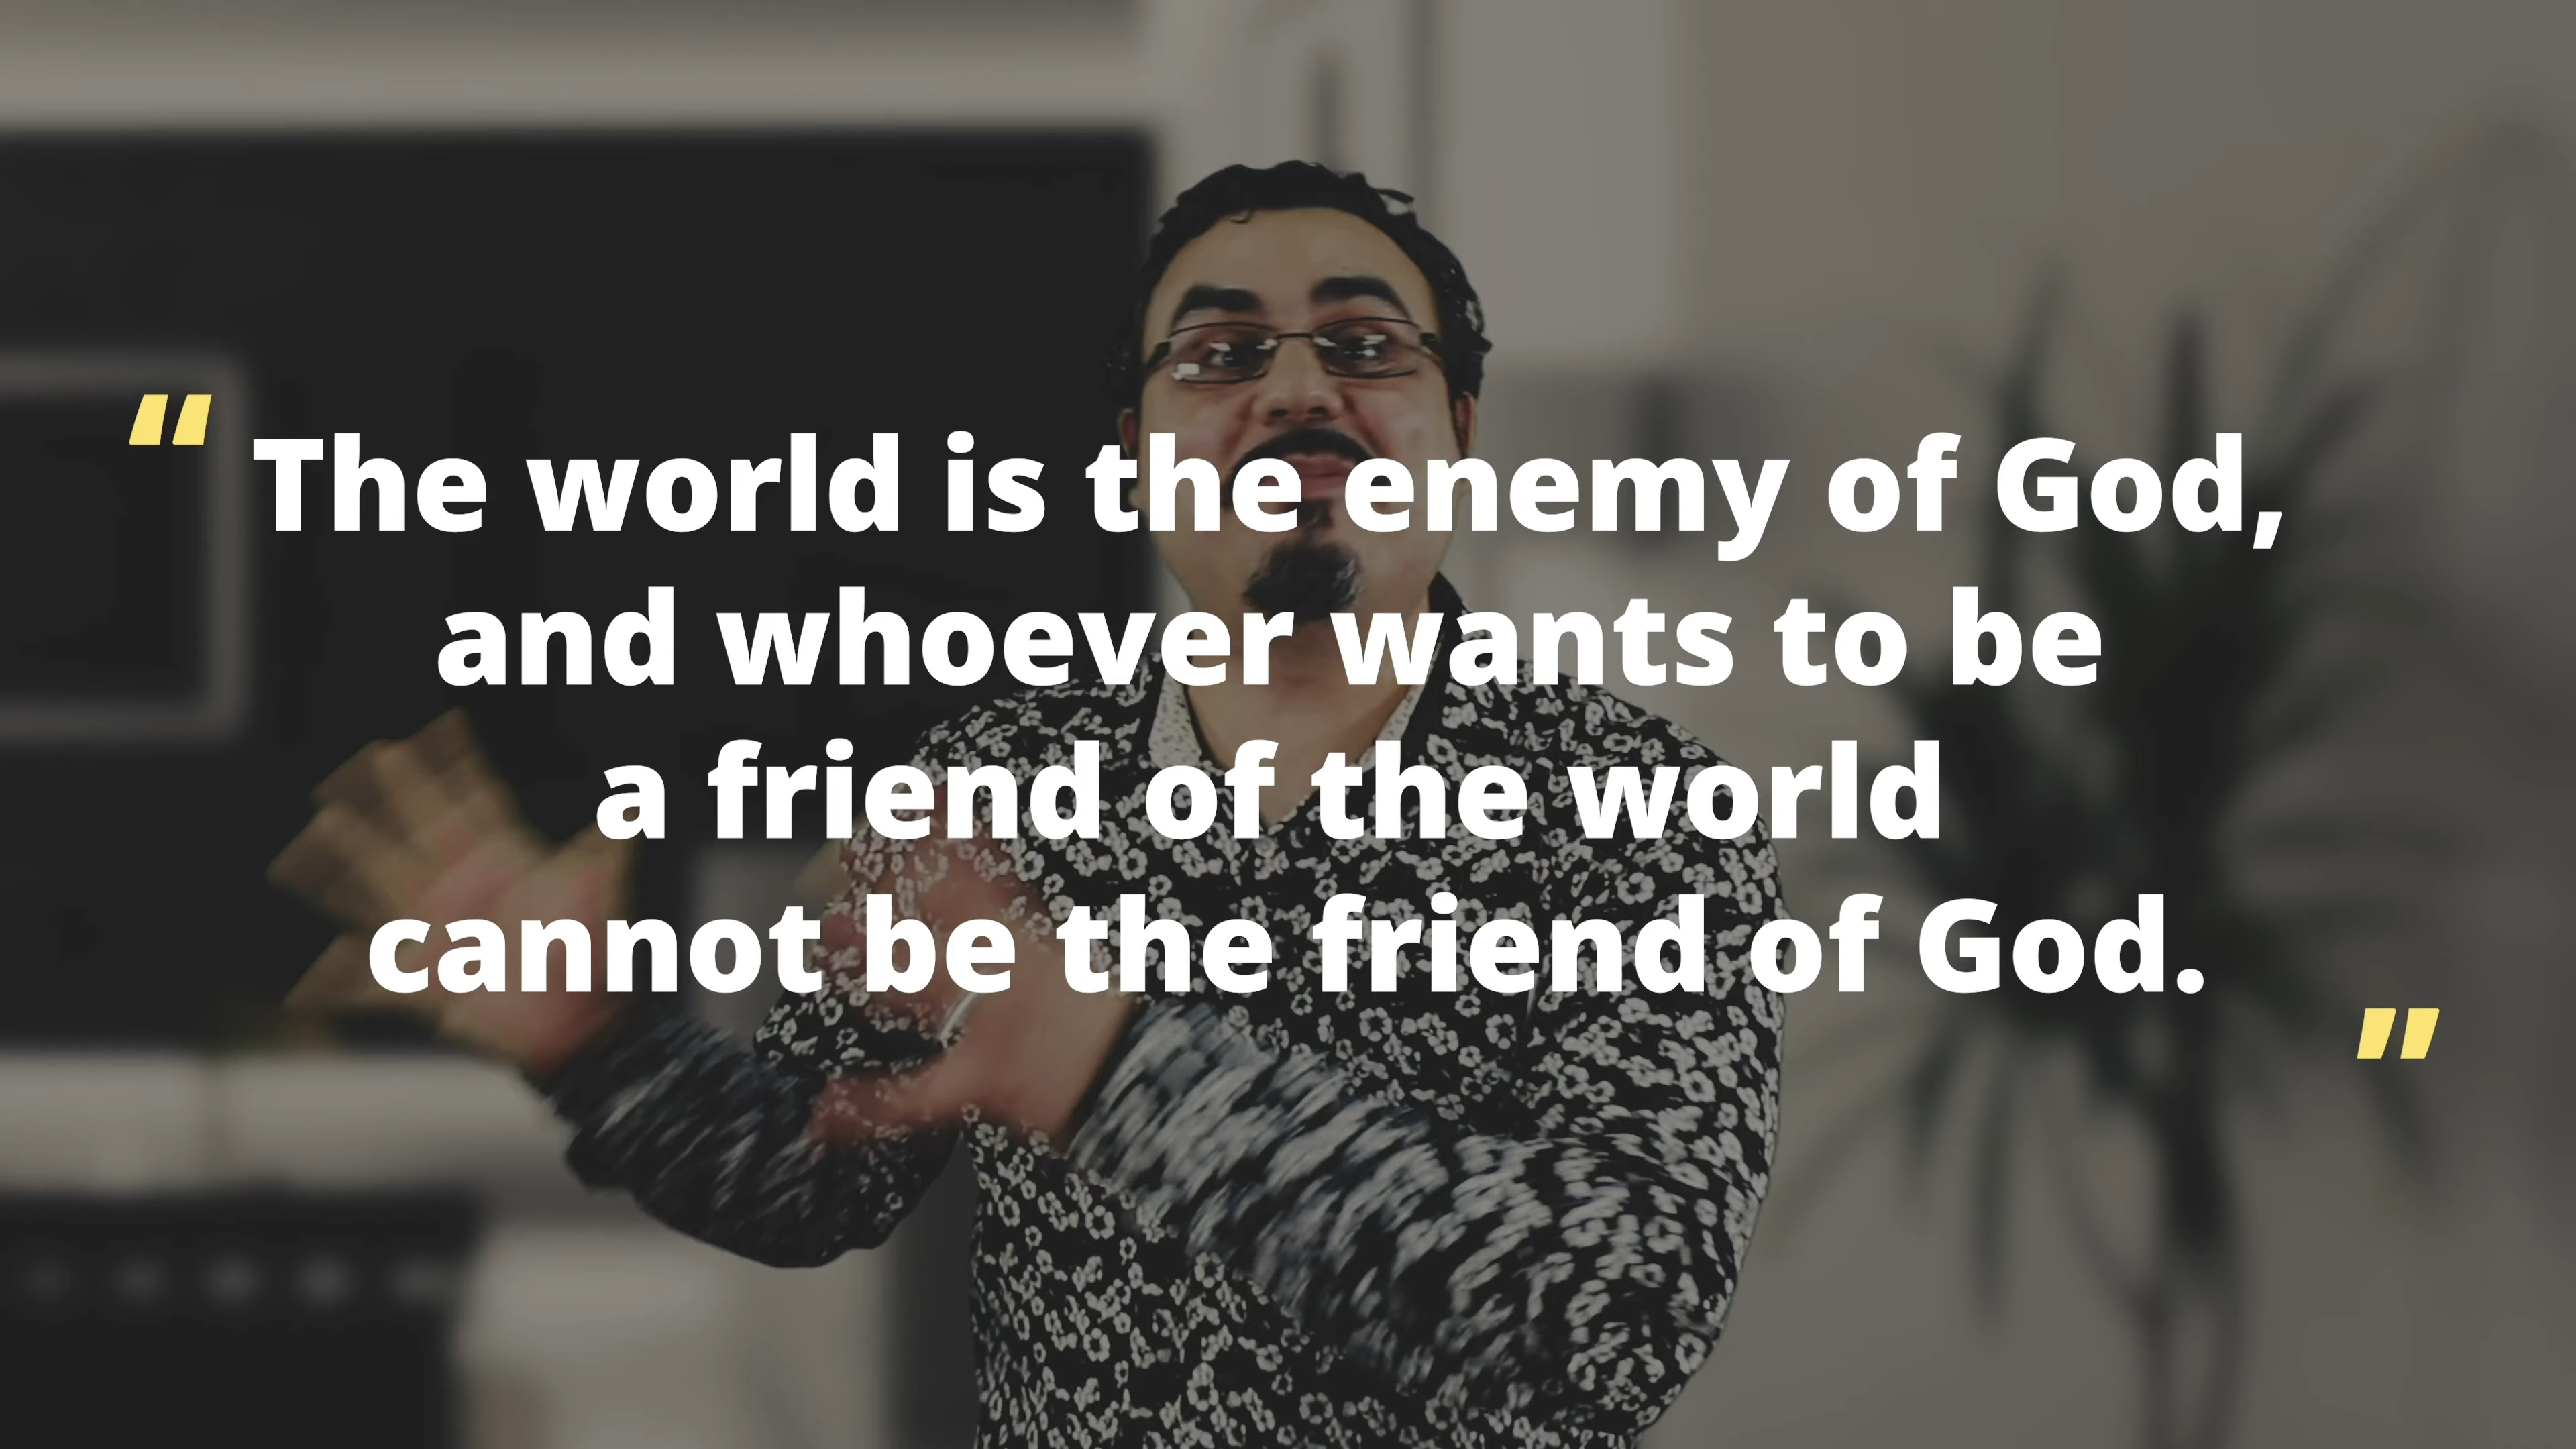 “ The world is the enemy of God,
and whoever wants to be
a friend of the world
cannot be the friend of God. "